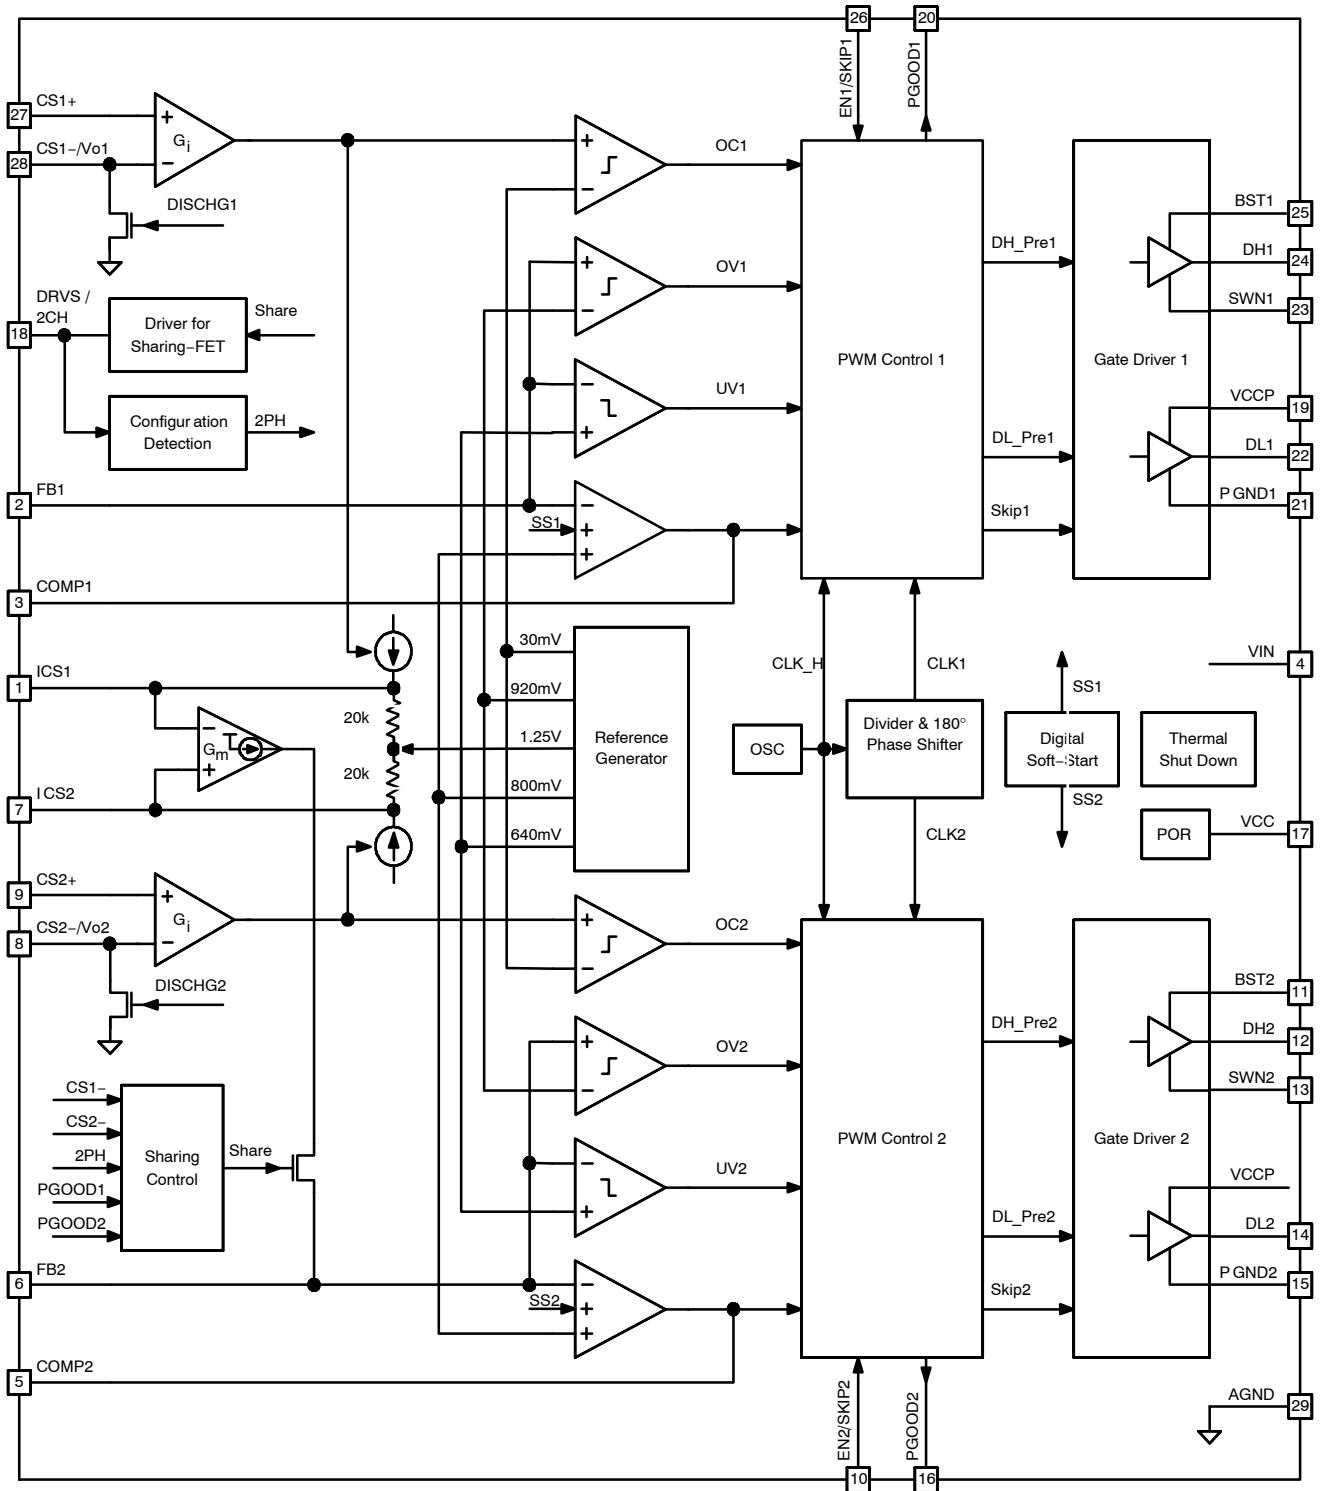 26
20
EN1/SKIP1
PGOOD1
27
CS1+
+
Gi
−
28
CS1−/Vo1
DISCHG1
+
−
OC1
DRVS /
2CH
18
Driver for
Sharing−FET
Share
Configuration
Detection
2PH
+
−
OV1
−
+
UV1
PWM Control 1
DH_Pre1
DL_Pre1
Skip1
Gate Driver 1
BST1
25
DH1
24
SWN1
23
VCCP
19
DL1
22
PGND1
21
FB1
2
−
SS1
+
+
COMP1
3
ICS1
1
−
Gm
+
ICS2
7
20k
20k
30mV
920mV
1.25V
800mV
640mV
Reference
Generator
CLK_H
CLK1
OSC
Divider & 180°
Phase Shifter
CLK2
SS1
Digital
Soft−Start
SS2
Thermal
Shut Down
VIN
4
POR
VCC
17
CS2+
9
+
Gi
−
CS2−/Vo2
8
DISCHG2
+
−
OC2
+
−
OV2
−
+
UV2
CS1−
CS2−
2PH
PGOOD1
PGOOD2
Sharing
Control
Share
PWM Control 2
DH_Pre2
DL_Pre2
Skip2
Gate Driver 2
BST2
11
DH2
12
SWN2
13
VCCP
DL2
14
PGND2
15
FB2
6
−
SS2
+
+
COMP2
5
EN2/SKIP2
PGOOD2
10
16
AGND
29